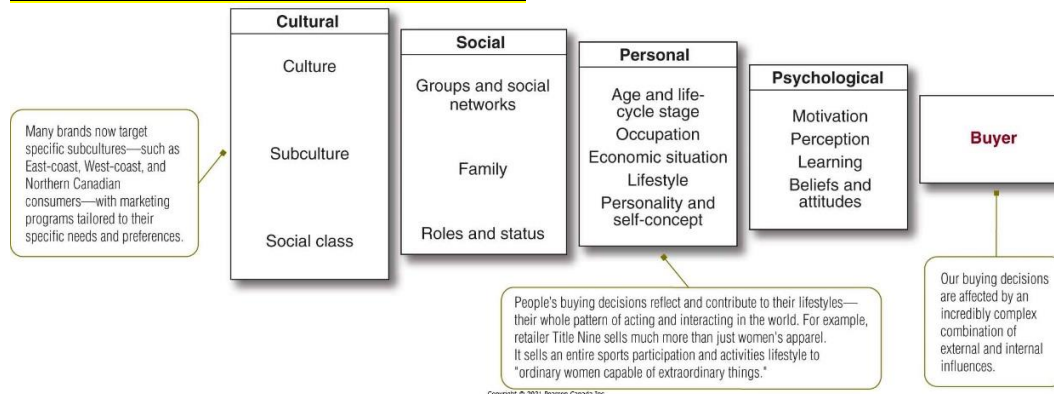 Cultural
Culture
Subculture
Social class
Social
Groups and social
networks
Family
Roles and status
Personal
Age and life-
cycle stage
Occupation
Economic situation
Lifestyle
Personality and
self-concept
Psychological
Motivation
Perception
Learning
Beliefs and
attitudes
Buyer
Many brands now target
specific subcultures—such as
East-coast, West-coast, and
Northern Canadian
consumers—with marketing
programs tailored to their
specific needs and preferences.
People's buying decisions reflect and contribute to their lifestyles—
their whole pattern of acting and interacting in the world. For example,
retailer Title Nine sells much more than just women's apparel.
It sells an entire sports participation and activities lifestyle to
"ordinary women capable of extraordinary things."
Our buying decisions
are affected by an
incredibly complex
combination of
external and internal
influences.
Copyright © 2021 Pearson Canada Inc.